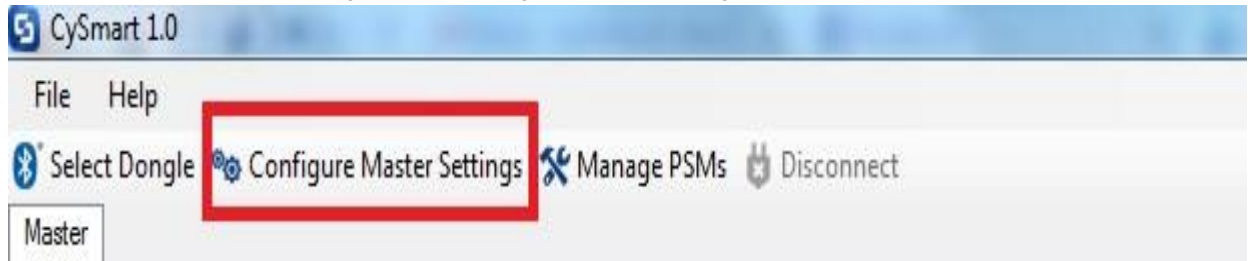 CySmart 1.0
File Help
Select Dongle Configure Master Settings Manage PSMs Disconnect
Master